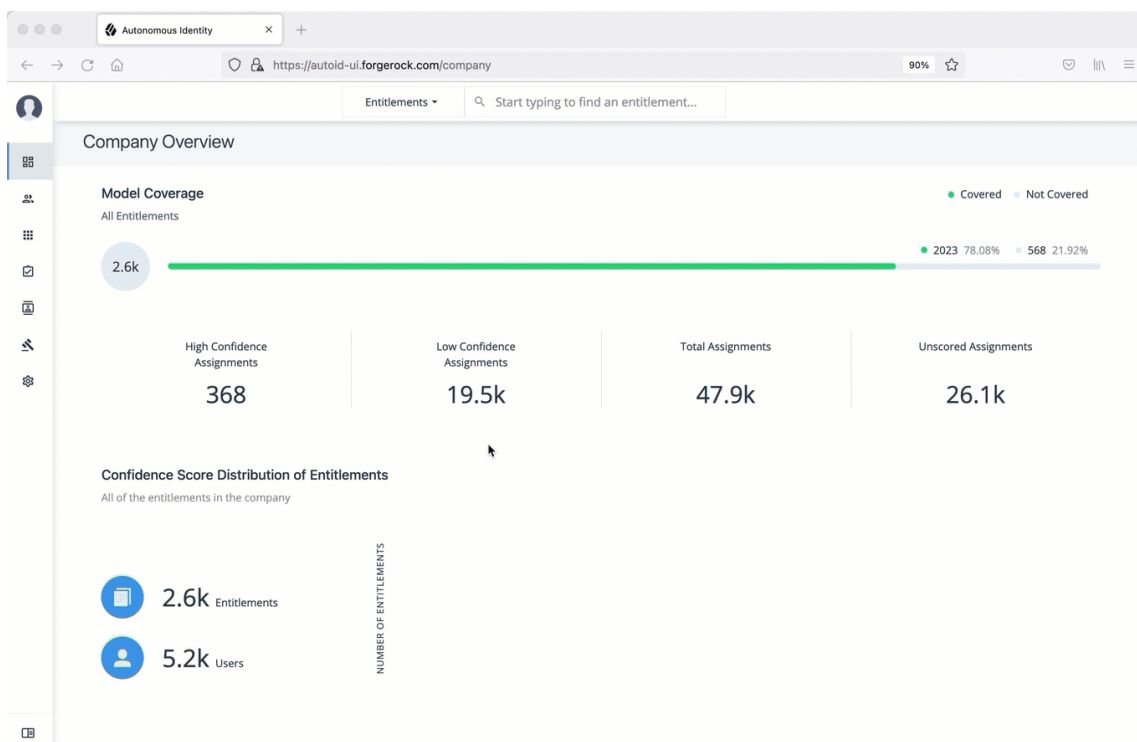 Autonomous Identity
https://autoid-ui.forgerock.com/company
90%
Entitlements
Start typing to find an entitlement...
Company Overview
Model Coverage
Covered Not Covered
All Entitlements
2023 78.08% 568 21.92%
2.6k
High Confidence
Assignments
368
Low Confidence
Assignments
19.5k
Total Assignments
47.9k
Unscored Assignments
26.1k
Confidence Score Distribution of Entitlements
All of the entitlements in the company
NUMBER OF ENTITLEMENTS
2.6k Entitlements
5.2k Users